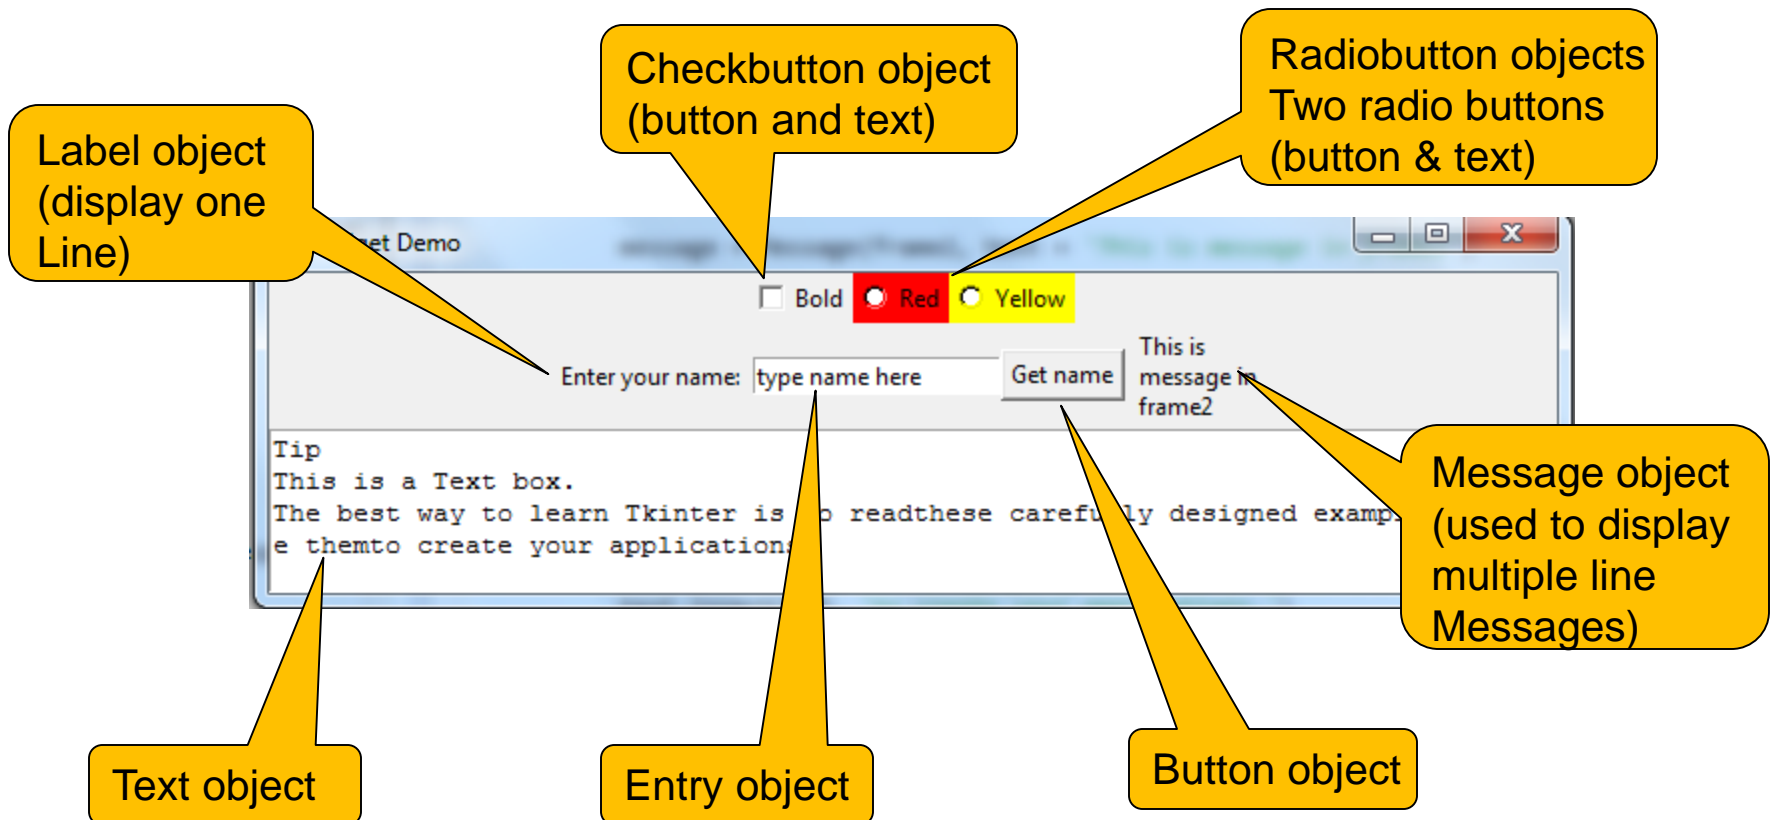 Checkbutton object
(button and text)
Radiobutton objects
Two radio buttons
(button & text)
Label object
(display one
Line)
Demo
Bold Red Yellow
Enter your name: type name here Get name
This is
message in
frame2
Tip
This is a Text box.
The best way to learn Tkinter is readthese carefully designed
e themto create your applications
Message object
(used to display
multiple line
Messages)
Text object
Entry object
Button object